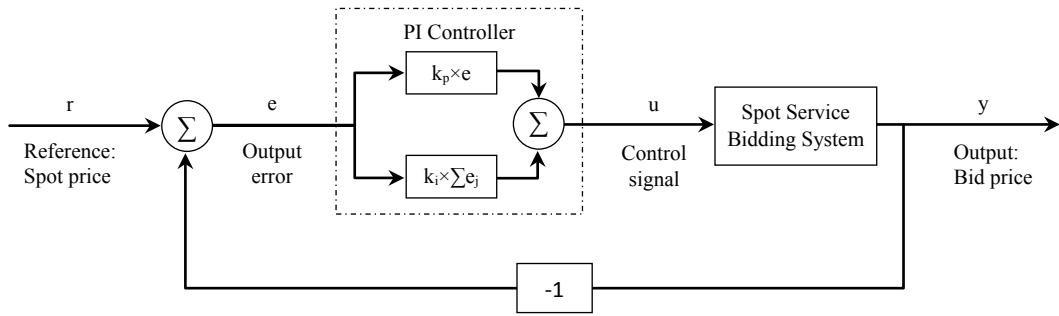 PI Controller
kp×e
r
e
u
y
∑
∑
Spot Service
Bidding System
Reference:
Spot price
Output
error
ki×∑ej
Control
signal
Output:
Bid price
-1